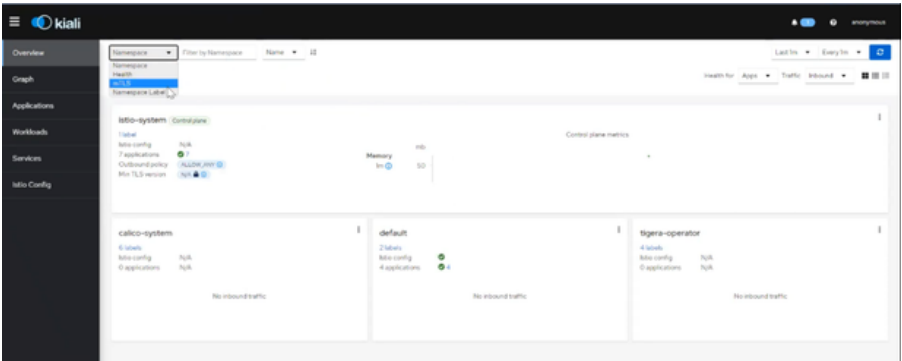 kiali
anonymous
Overview
Graph
Applications
Workloads
Services
Istio Config
Namespace
Filter by Namespace
Name
Last 1m
Every 1m
Namespace
Health
mTLS
Namespace Label
Health for Apps Traffic Inbound
istio-system Control plane
1 label
Istio config N/A
7 applications 7
Outbound policy ALLOW_ANY
Min TLS version N/A
Control plane metrics
mb
Memory
1m 50
calico-system
6 labels
Istio config N/A
0 applications N/A
No inbound traffic
default
2 labels
Istio config
4 applications 4
No inbound traffic
tigera-operator
4 labels
Istio config N/A
0 applications N/A
No inbound traffic